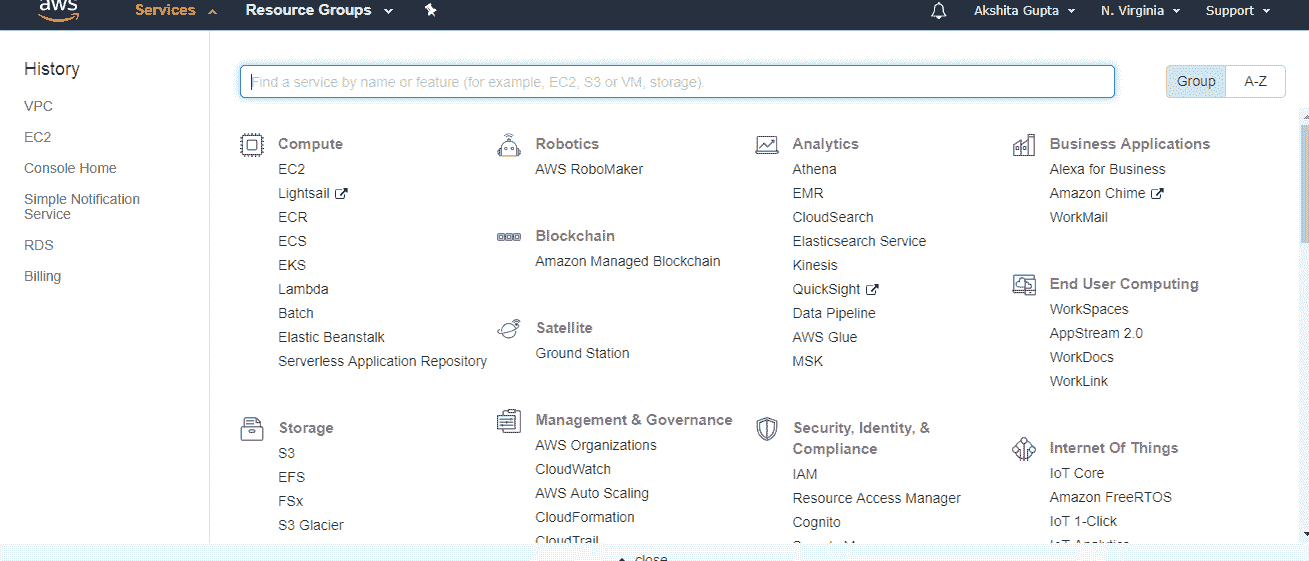 aws
Services
Resource Groups
Akshita Gupta
N. Virginia
Support
History
VPC
EC2
Console Home
Simple Notification
Service
RDS
Billing
Find a service by name or feature (for example, EC2, S3 or VM, storage).
Group
A-Z
Compute
EC2
Lightsail
ECR
ECS
EKS
Lambda
Batch
Elastic Beanstalk
Serverless Application Repository
Storage
S3
EFS
FSx
S3 Glacier
Robotics
AWS RoboMaker
Blockchain
Amazon Managed Blockchain
Satellite
Ground Station
Management & Governance
AWS Organizations
CloudWatch
AWS Auto Scaling
CloudFormation
CloudTrail
Analytics
Athena
EMR
CloudSearch
Elasticsearch Service
Kinesis
QuickSight
Data Pipeline
AWS Glue
MSK
Security, Identity, &
Compliance
IAM
Resource Access Manager
Cognito
Business Applications
Alexa for Business
Amazon Chime
WorkMail
End User Computing
WorkSpaces
AppStream 2.0
WorkDocs
WorkLink
Internet Of Things
IoT Core
Amazon FreeRTOS
IoT 1-Click
IoT Analytics
close